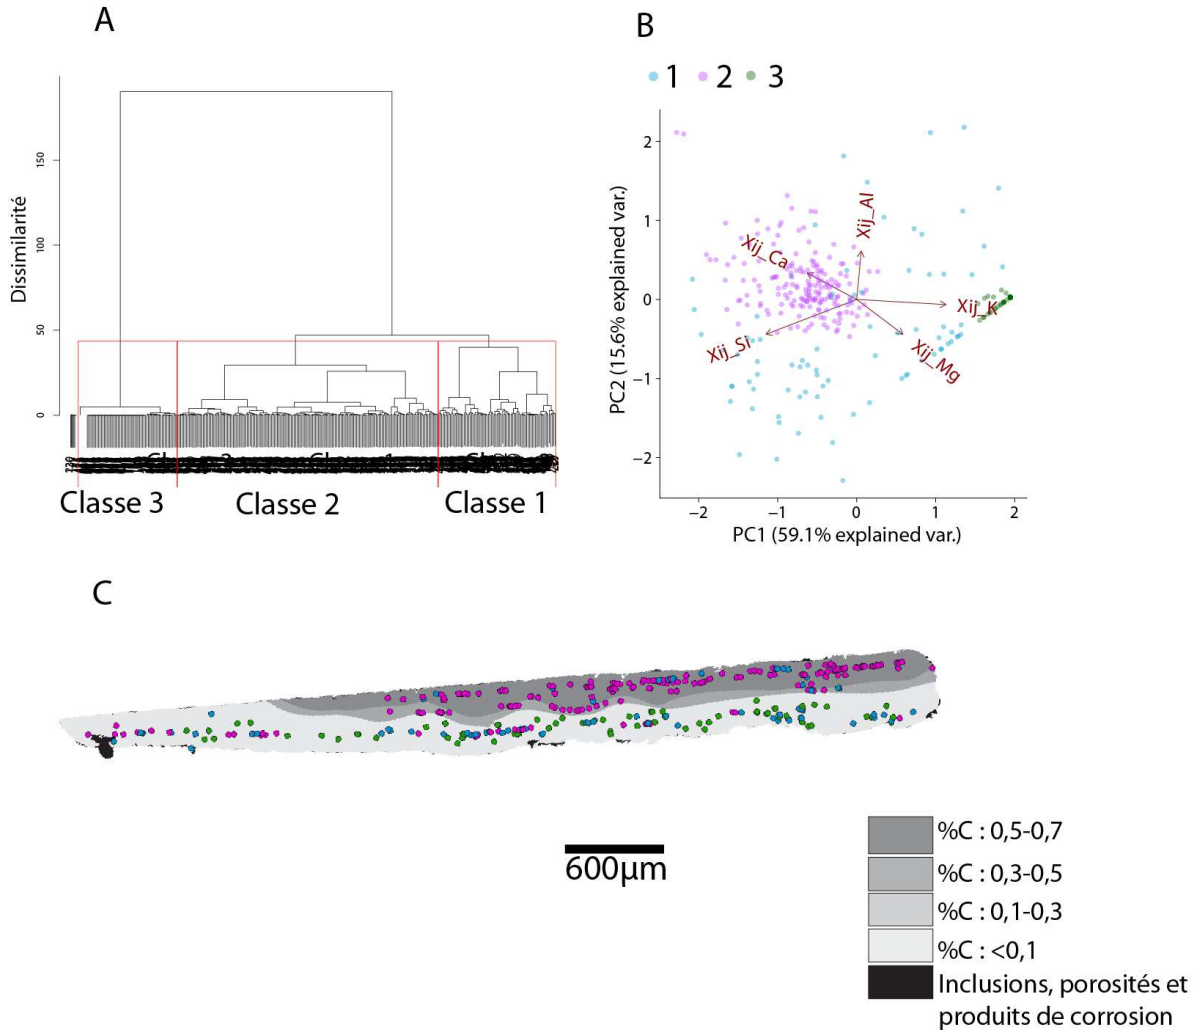 A
Dissimilarité
0
50
100
150
Classe 3
Classe 2
Classe 1
B
1 2 3
PC2 (15.6% explained var.)
2
1
0
−1
−2
Xij_Al
Xij_Ca
Xij_K
Xij_Si
Xij_Mg
−2 −1 0 1 2
PC1 (59.1% explained var.)
C
600µm
%C : 0,5-0,7
%C : 0,3-0,5
%C : 0,1-0,3
%C : <0,1
Inclusions, porosités et
produits de corrosion